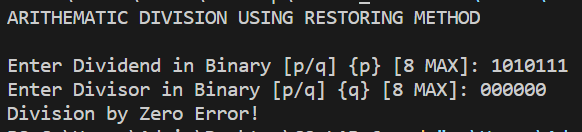 ARITHEMATIC DIVISION USING RESTORING METHOD
Enter Dividend in Binary [p/q] {p} [8 MAX]: 1010111
Enter Divisor in Binary [p/q] {q} [8 MAX]: 000000
Division by Zero Error!